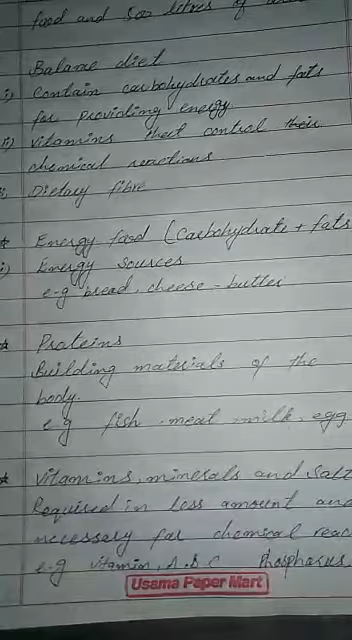 food and 500 litres of
Balance diet
i) Contain carbohydrates and fats
for providing energy
ii) Vitamins that control their
chemical reactions
Dietary fibre
* Energy food (Carbohydrate + fats
i) Energy sources
e.g bread, cheese - butter
* Proteins
Building materials of the
body.
e.g fish - meat milk, egg
* Vitamins, minerals and salt
Required in less amount and
necessary for chemical reac
e.g vitamin, A.B.C Phosphorus.
Usama Paper Mart